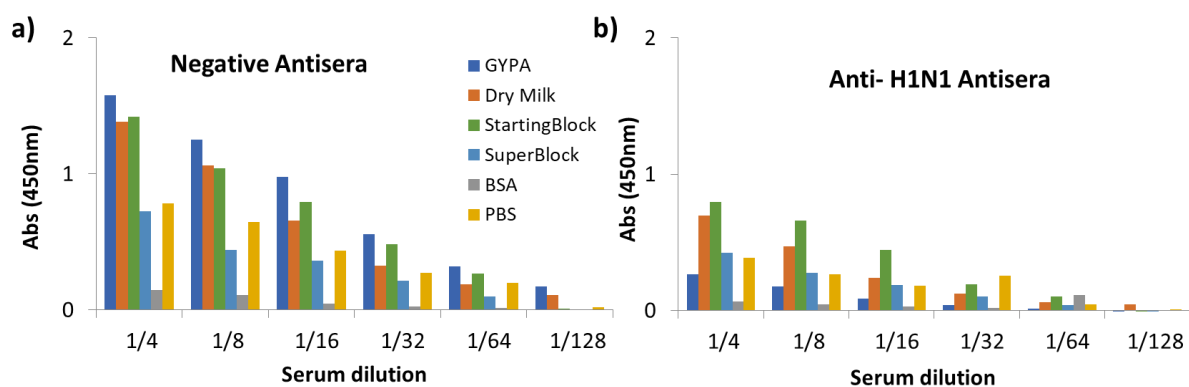 a)
2
1
0
Abs (450nm)
Negative Antisera
GYPA
Dry Milk
StartingBlock
SuperBlock
BSA
PBS
1/4 1/8 1/16 1/32 1/64 1/128
Serum dilution
b)
2
1
0
Abs (450nm)
Anti- H1N1 Antisera
1/4 1/8 1/16 1/32 1/64 1/128
Serum dilution